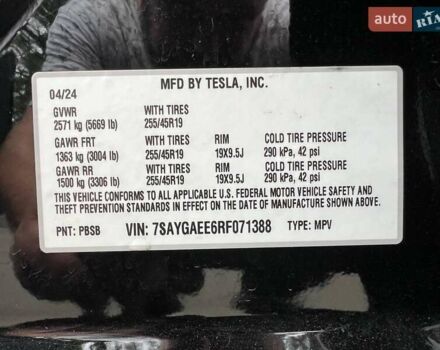 auto RIA
MFD BY TESLA, INC.
04/24
GVWR WITH TIRES
2571 kg (5669 lb) 255/45R19
GAWR FRT WITH TIRES RIM COLD TIRE PRESSURE
1363 kg (3004 lb) 255/45R19 19X9.5J 290 kPa, 42 psi
GAWR RR WITH TIRES RIM COLD TIRE PRESSURE
1500 kg (3306 lb) 255/45R19 19X9.5J 290 kPa, 42 psi
THIS VEHICLE CONFORMS TO ALL APPLICABLE U.S. FEDERAL MOTOR VEHICLE SAFETY AND
THEFT PREVENTION STANDARDS IN EFFECT ON THE DATE OF MANUFACTURE SHOWN ABOVE.
PNT: PBSB VIN: 7SAYGAEE6RF071388 TYPE: MPV